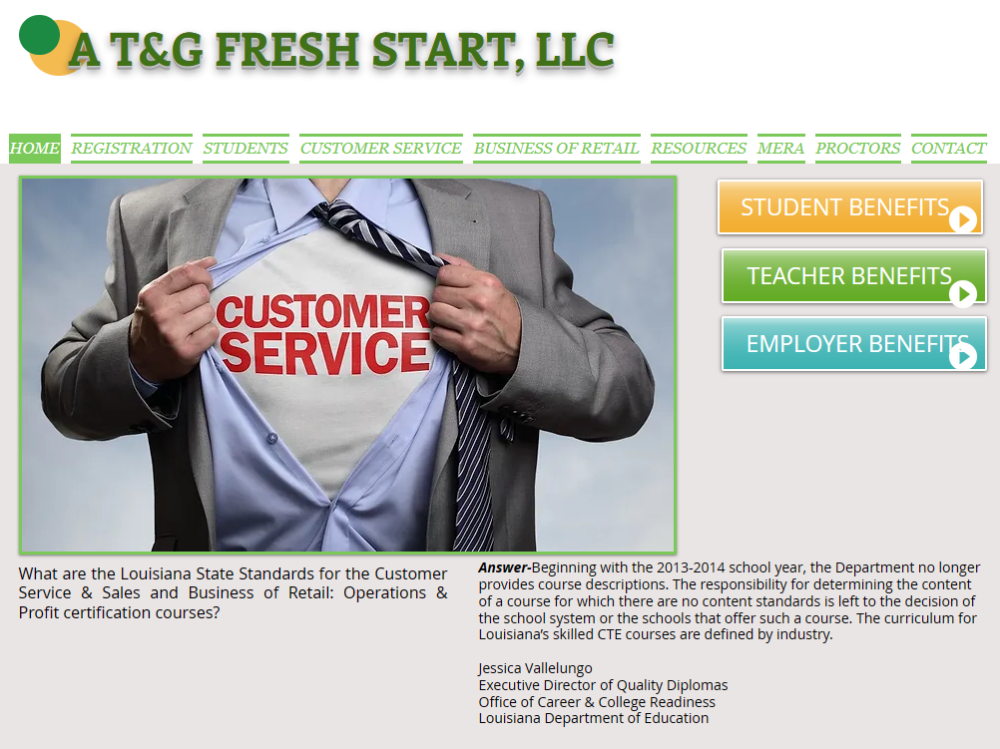 A T&G FRESH START, LLC
HOME REGISTRATION STUDENTS CUSTOMER SERVICE BUSINESS OF RETAIL RESOURCES MERA PROCTORS CONTACT
CUSTOMER
SERVICE
STUDENT BENEFITS
TEACHER BENEFITS
EMPLOYER BENEFITS
What are the Louisiana State Standards for the Customer
Service & Sales and Business of Retail: Operations &
Profit certification courses?
Answer-Beginning with the 2013-2014 school year, the Department no longer
provides course descriptions. The responsibility for determining the content
of a course for which there are no content standards is left to the decision of
the school system or the schools that offer such a course. The curriculum for
Louisiana’s skilled CTE courses are defined by industry.
Jessica Vallelungo
Executive Director of Quality Diplomas
Office of Career & College Readiness
Louisiana Department of Education